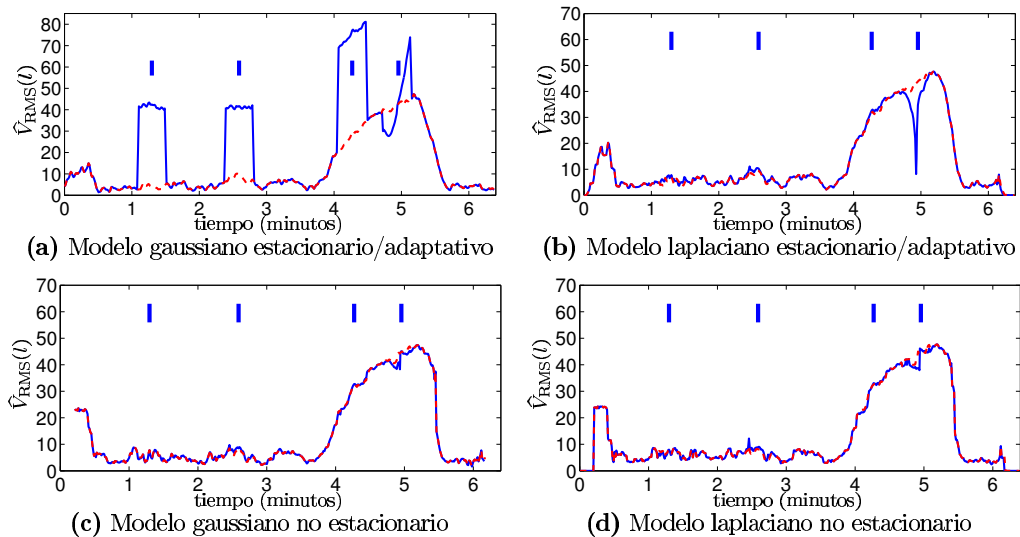 80
70
60
50
40
30
20
10
0
V̂RMS(l)
0 1 2 3 4 5 6
tiempo (minutos)
(a) Modelo gaussiano estacionario/adaptativo
70
60
50
40
30
20
10
0
V̂RMS(l)
0 1 2 3 4 5 6
tiempo (minutos)
(b) Modelo laplaciano estacionario/adaptativo
70
60
50
40
30
20
10
0
V̂RMS(l)
0 1 2 3 4 5 6
tiempo (minutos)
(c) Modelo gaussiano no estacionario
70
60
50
40
30
20
10
0
V̂RMS(l)
0 1 2 3 4 5 6
tiempo (minutos)
(d) Modelo laplaciano no estacionario